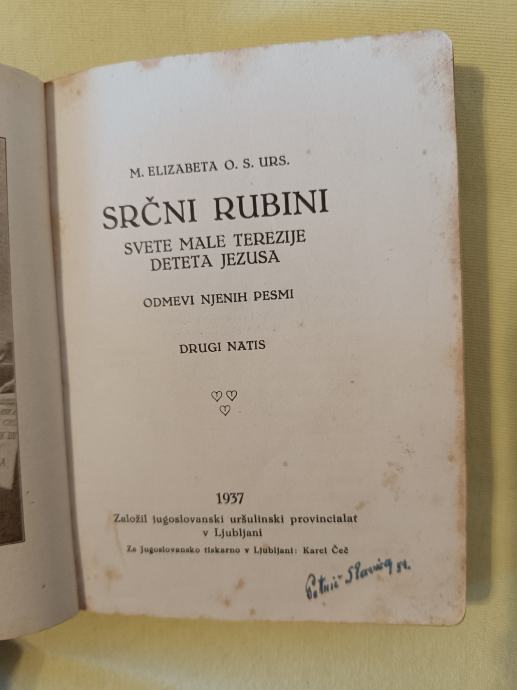 M. ELIZABETA O. S. URS.
SRČNI RUBINI
SVETE MALE TEREZIJE
DETETA JEZUSA
ODMEVI NJENIH PESMI
DRUGI NATIS
1937
Založil jugoslovanski uršulinski provincialat
v Ljubljani
Za Jugoslovansko tiskarno v Ljubljani: Karel Čeč